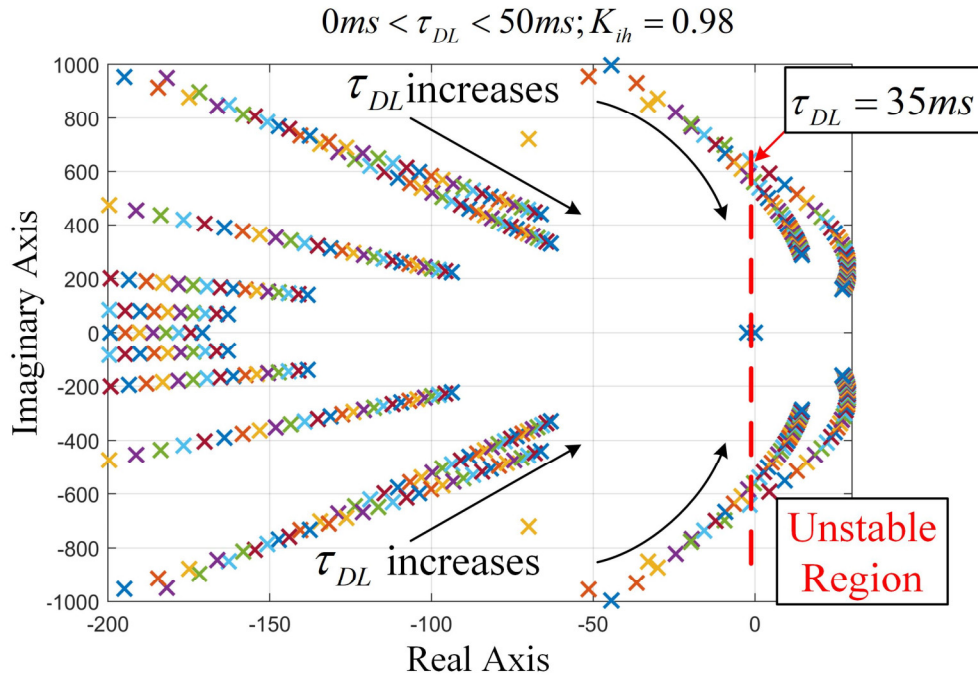 0ms < τ_DL < 50ms; K_ih = 0.98
τ_DL increases
τ_DL = 35ms
1000
800
600
400
200
0
-200
-400
-600
-800
-1000
Imaginary Axis
τ_DL increases
Unstable
Region
-200
-150
-100
-50
0
Real Axis